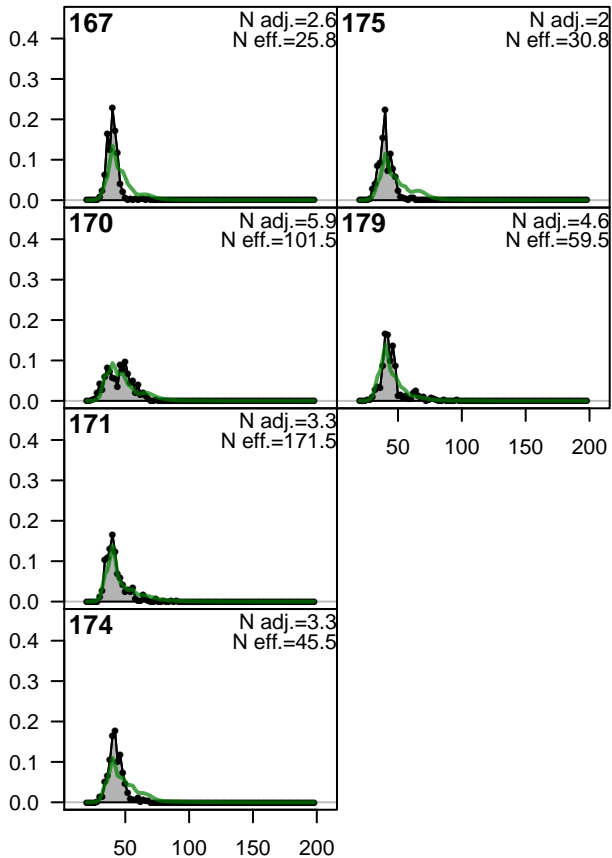 167
N adj.=2.6
N eff.=25.8
175
N adj.=2
N eff.=30.8
0.4
0.3
0.2
0.1
0.0
170
N adj.=5.9
N eff.=101.5
179
N adj.=4.6
N eff.=59.5
0.4
0.3
0.2
0.1
0.0
50 100 150 200
171
N adj.=3.3
N eff.=171.5
0.4
0.3
0.2
0.1
0.0
174
N adj.=3.3
N eff.=45.5
0.4
0.3
0.2
0.1
0.0
50 100 150 200